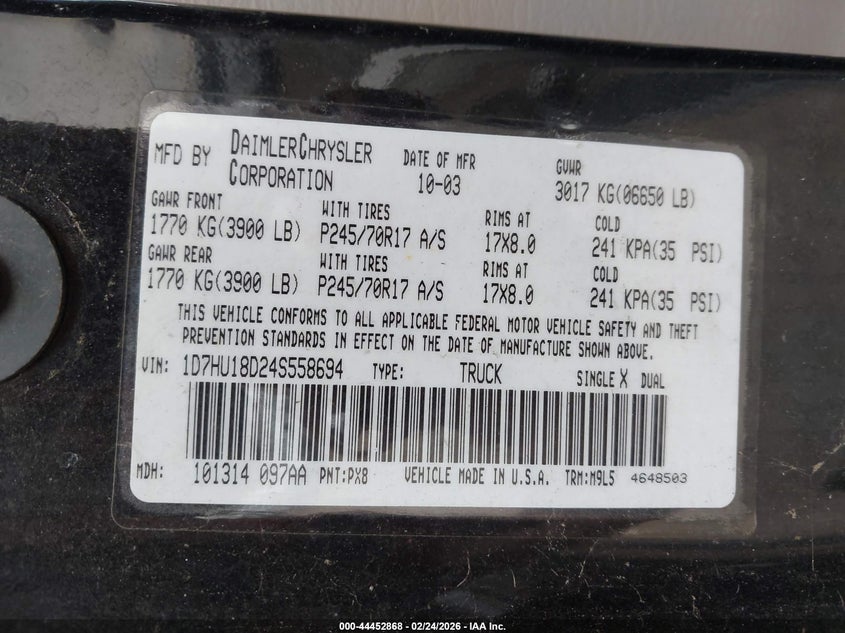 MFD BY DAIMLERCHRYSLER CORPORATION DATE OF MFR 10-03 GVWR 3017 KG(06650 LB)
GAWR FRONT WITH TIRES RIMS AT COLD
1770 KG(3900 LB) P245/70R17 A/S 17X8.0 241 KPA(35 PSI)
GAWR REAR WITH TIRES RIMS AT COLD
1770 KG(3900 LB) P245/70R17 A/S 17X8.0 241 KPA(35 PSI)
THIS VEHICLE CONFORMS TO ALL APPLICABLE FEDERAL MOTOR VEHICLE SAFETY AND THEFT
PREVENTION STANDARDS IN EFFECT ON THE DATE OF MANUFACTURE SHOWN ABOVE.
VIN: 1D7HU18D24S558694 TYPE: TRUCK SINGLE X DUAL
MDH: 101314 097AA PNT:PX8 VEHICLE MADE IN U.S.A. TRM:M9L5 4648503
000-44452868 - 02/24/2026 - IAA Inc.